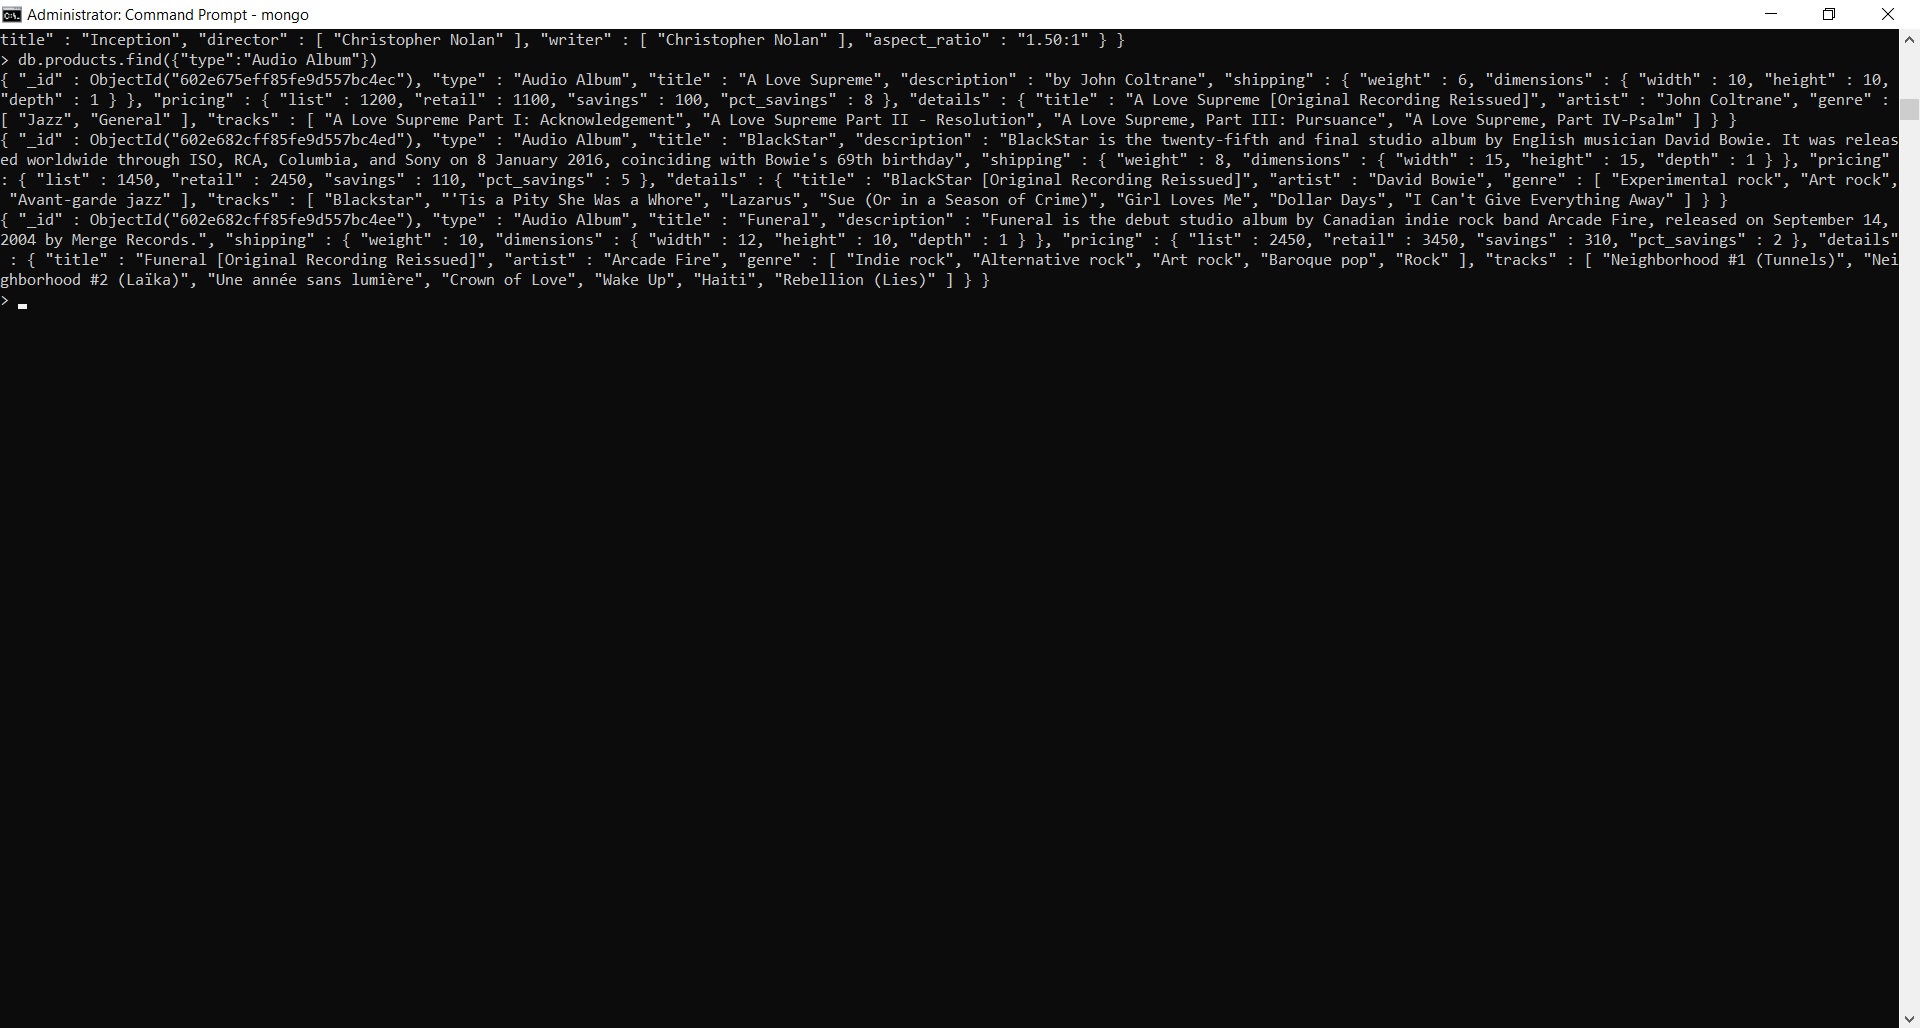 Administrator: Command Prompt - mongo
title" : "Inception", "director" : [ "Christopher Nolan" ], "writer" : [ "Christopher Nolan" ], "aspect_ratio" : "1.50:1" } }
> db.products.find({"type":"Audio Album"})
{ "_id" : ObjectId("602e675eff85fe9d557bc4ec"), "type" : "Audio Album", "title" : "A Love Supreme", "description" : "by John Coltrane", "shipping" : { "weight" : 6, "dimensions" : { "width" : 10, "height" : 10,
"depth" : 1 } }, "pricing" : { "list" : 1200, "retail" : 1100, "savings" : 100, "pct_savings" : 8 }, "details" : { "title" : "A Love Supreme [Original Recording Reissued]", "artist" : "John Coltrane", "genre" :
[ "Jazz", "General" ], "tracks" : [ "A Love Supreme Part I: Acknowledgement", "A Love Supreme Part II - Resolution", "A Love Supreme, Part III: Pursuance", "A Love Supreme, Part IV-Psalm" ] } }
{ "_id" : ObjectId("602e682cff85fe9d557bc4ed"), "type" : "Audio Album", "title" : "BlackStar", "description" : "BlackStar is the twenty-fifth and final studio album by English musician David Bowie. It was releas
ed worldwide through ISO, RCA, Columbia, and Sony on 8 January 2016, coinciding with Bowie's 69th birthday", "shipping" : { "weight" : 8, "dimensions" : { "width" : 15, "height" : 15, "depth" : 1 } }, "pricing"
: { "list" : 1450, "retail" : 2450, "savings" : 110, "pct_savings" : 5 }, "details" : { "title" : "BlackStar [Original Recording Reissued]", "artist" : "David Bowie", "genre" : [ "Experimental rock", "Art rock",
"Avant-garde jazz" ], "tracks" : [ "Blackstar", "'Tis a Pity She Was a Whore", "Lazarus", "Sue (Or in a Season of Crime)", "Girl Loves Me", "Dollar Days", "I Can't Give Everything Away" ] } }
{ "_id" : ObjectId("602e682cff85fe9d557bc4ee"), "type" : "Audio Album", "title" : "Funeral", "description" : "Funeral is the debut studio album by Canadian indie rock band Arcade Fire, released on September 14,
2004 by Merge Records.", "shipping" : { "weight" : 10, "dimensions" : { "width" : 12, "height" : 10, "depth" : 1 } }, "pricing" : { "list" : 2450, "retail" : 3450, "savings" : 310, "pct_savings" : 2 }, "details"
: { "title" : "Funeral [Original Recording Reissued]", "artist" : "Arcade Fire", "genre" : [ "Indie rock", "Alternative rock", "Art rock", "Baroque pop", "Rock" ], "tracks" : [ "Neighborhood #1 (Tunnels)", "Nei
ghborhood #2 (Laïka)", "Une année sans lumière", "Crown of Love", "Wake Up", "Haiti", "Rebellion (Lies)" ] } }
>